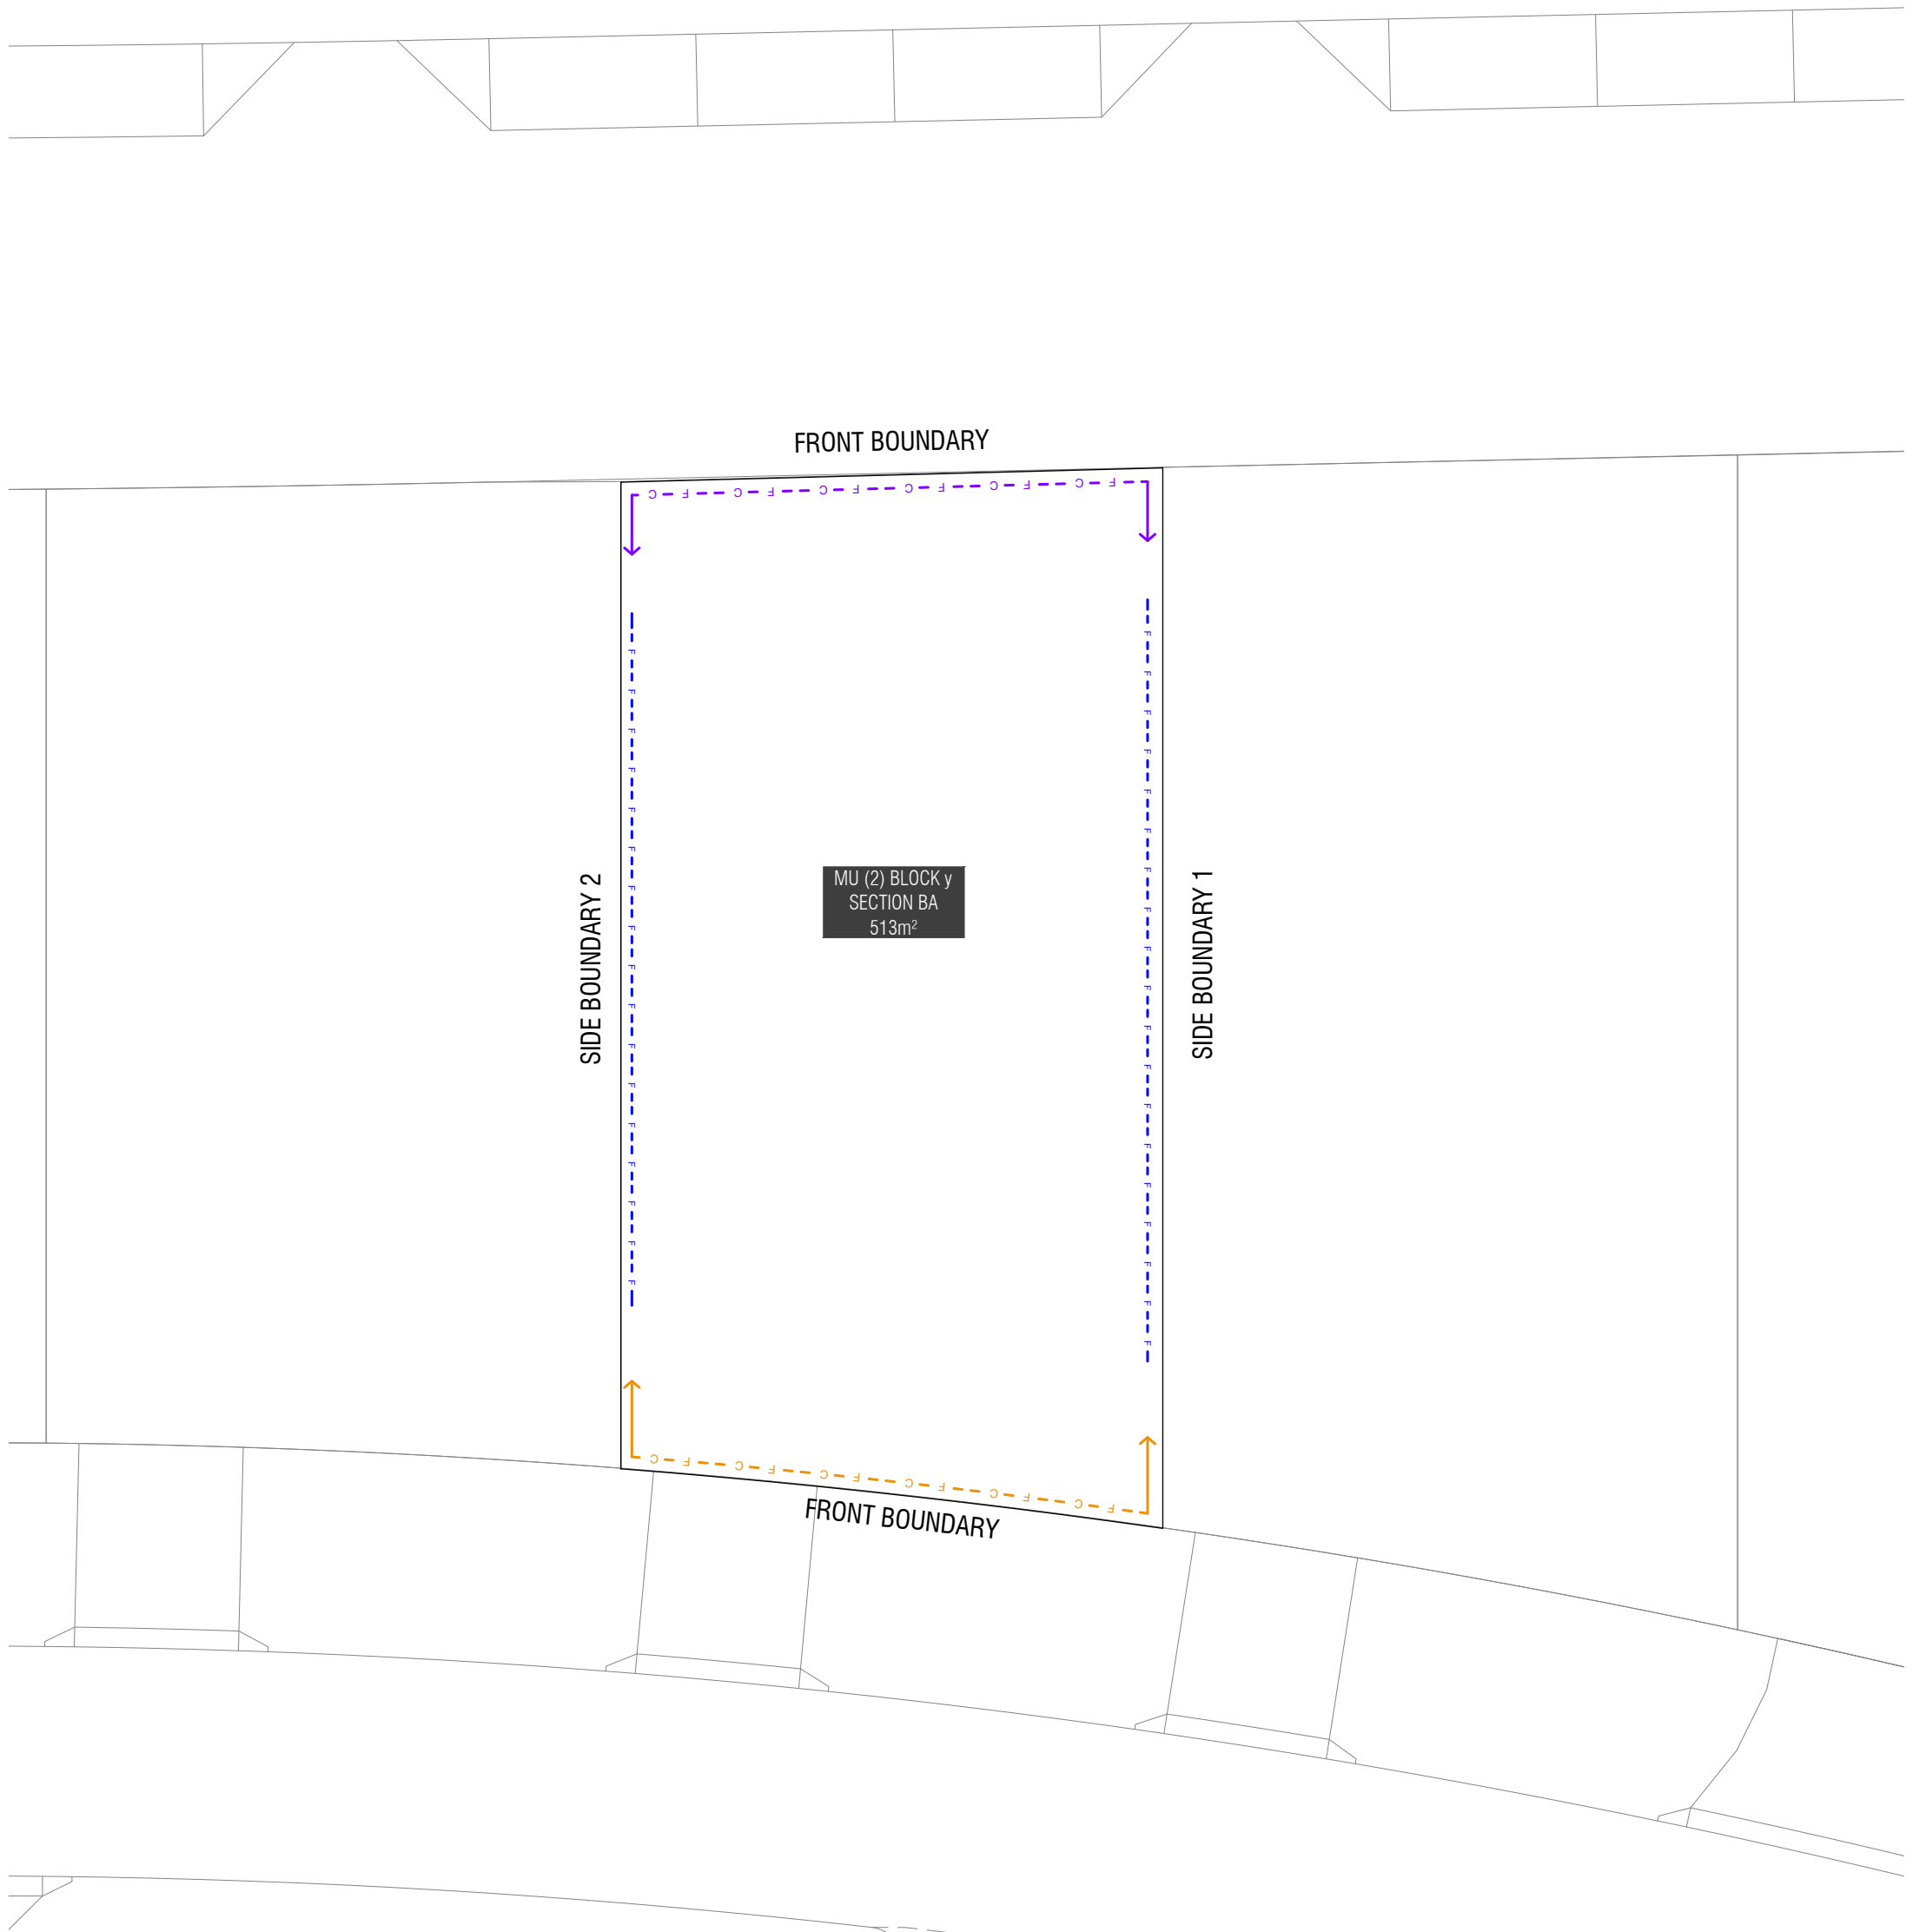 FRONT BOUNDARY
C F C F C F C F C F C F
F F F F F F F F F F F F F F F F F
F F F F F F F F F F F F F F F F F F F
SIDE BOUNDARY 2
MU (2) BLOCK y
SECTION BA
513m²
SIDE BOUNDARY 1
C F C F C F C F C F C F
FRONT BOUNDARY